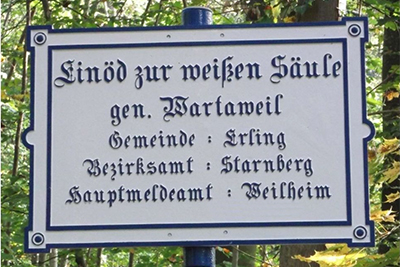 Einöd zur weißen Säule
gen. Wartaweil
Gemeinde : Erling
Bezirksamt : Starnberg
Hauptmeldeamt : Weilheim